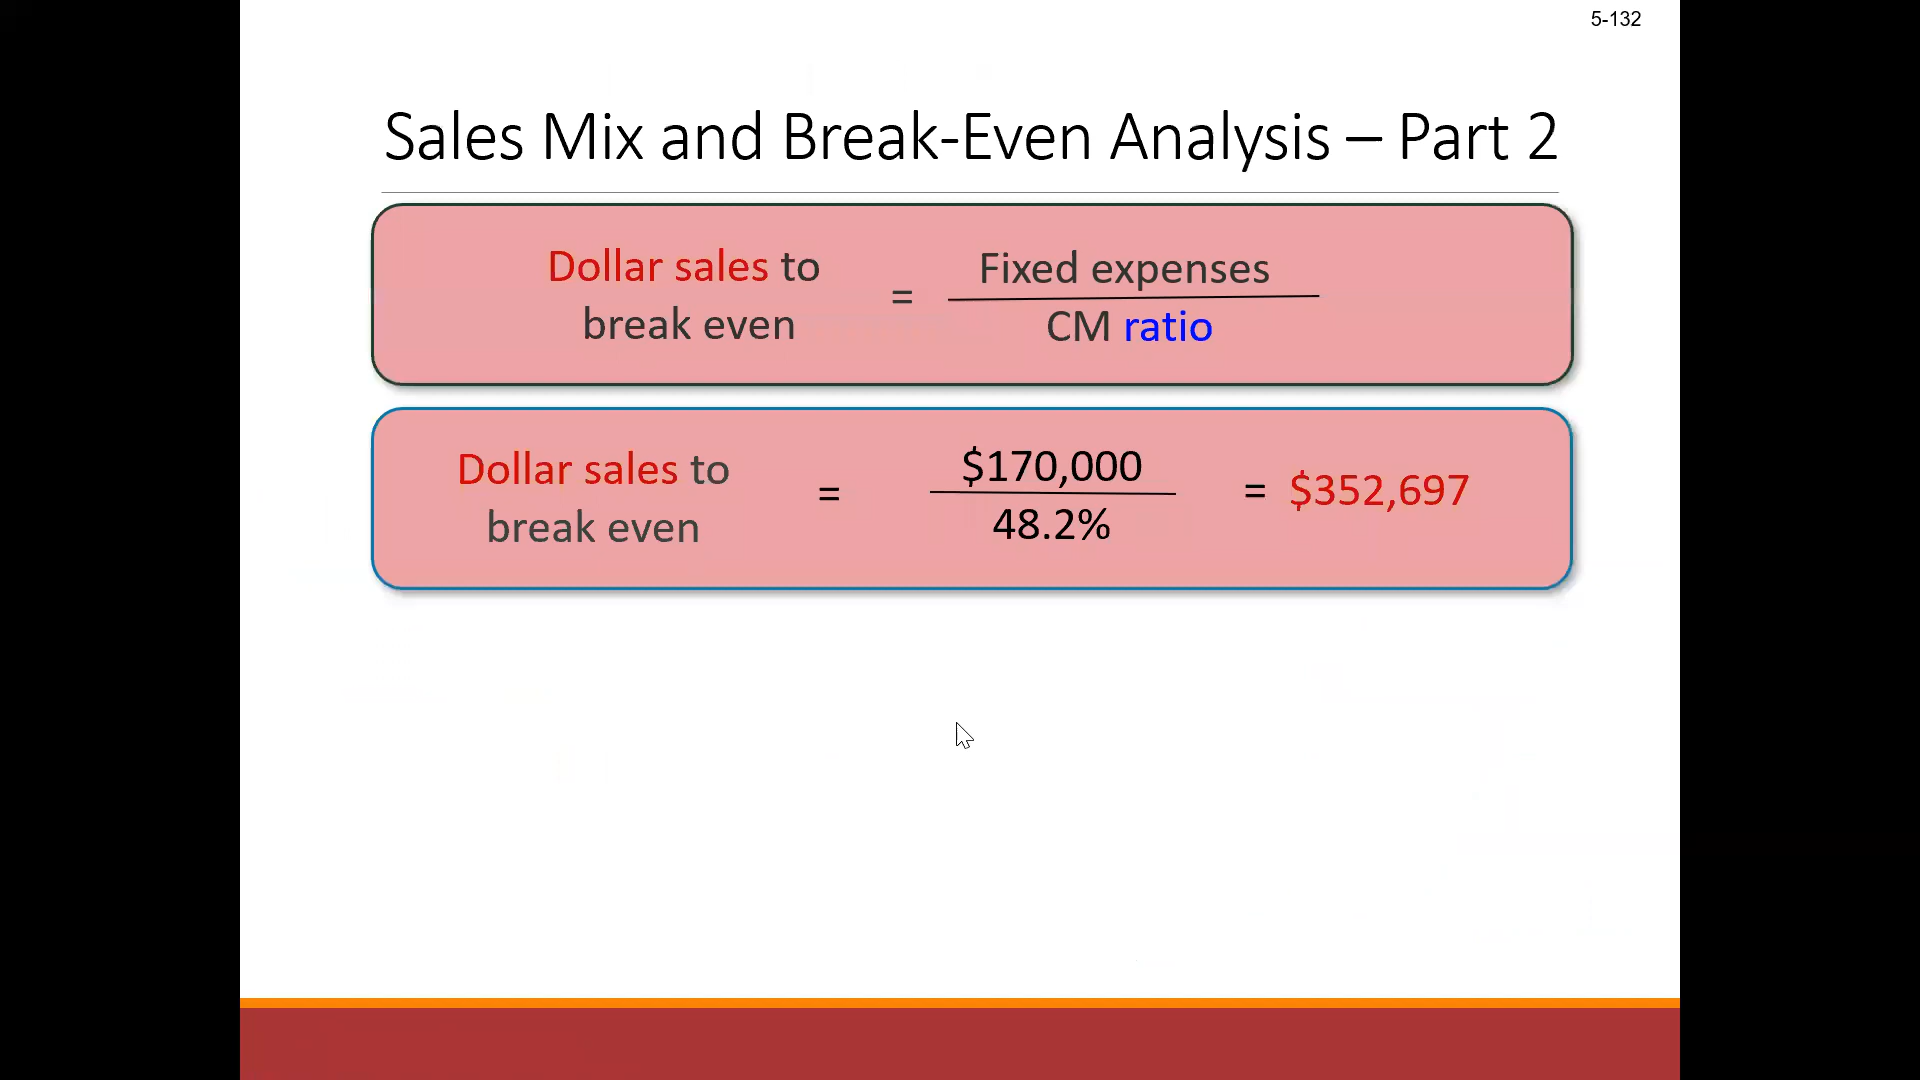 5-132
Sales Mix and Break-Even Analysis – Part 2
Dollar sales to
break even
=
Fixed expenses
CM ratio
Dollar sales to
break even
=
$170,000
48.2%
= $352,697